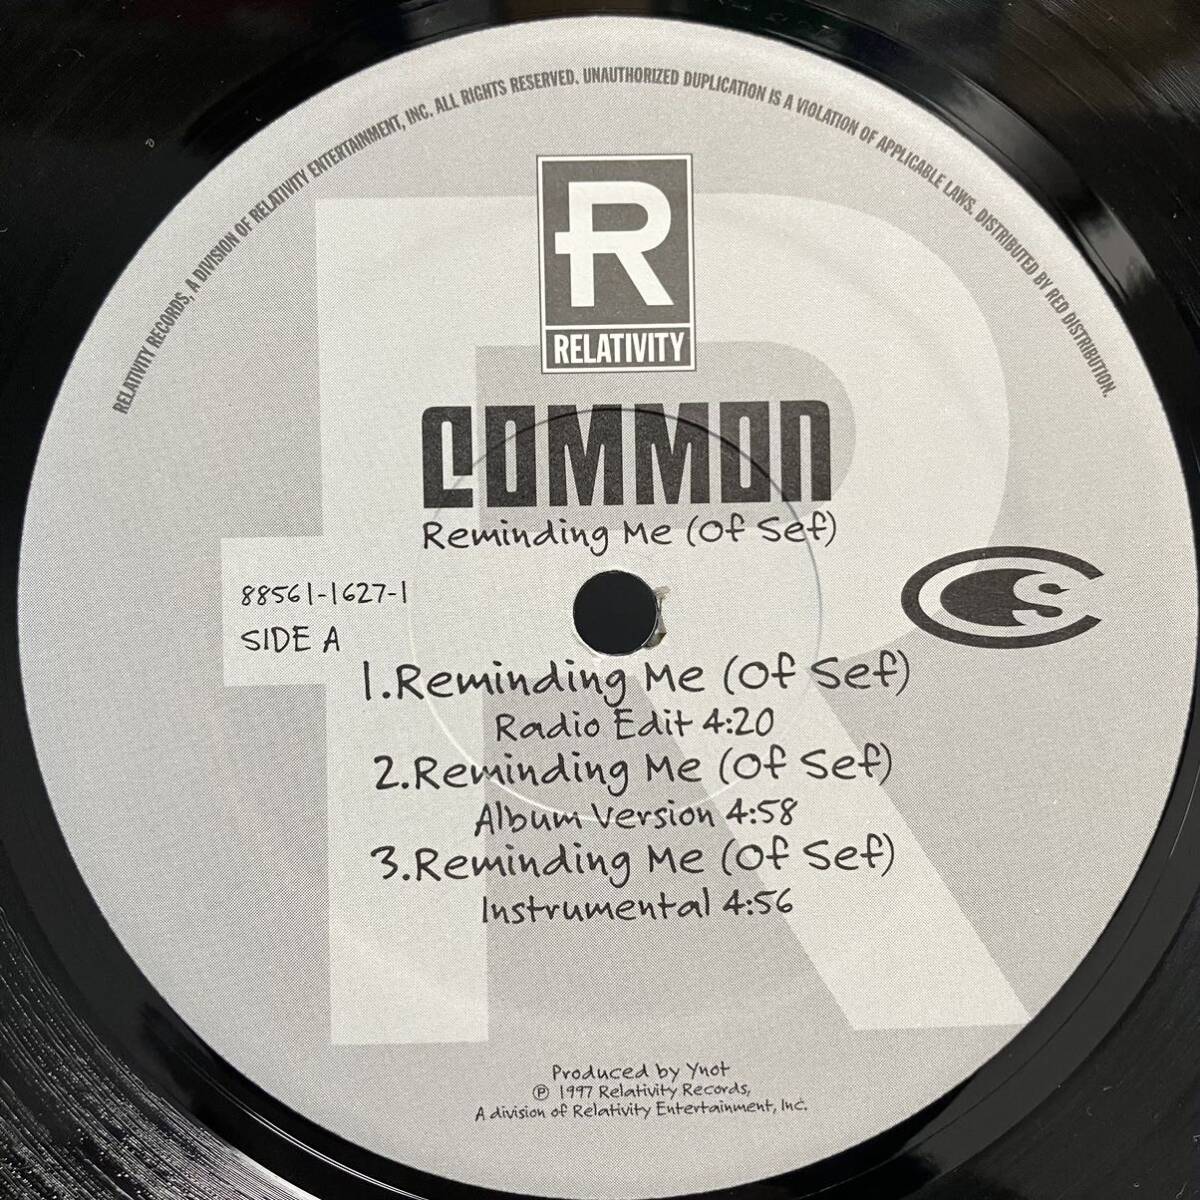 RELATIVITY RECORDS, A DIVISION OF RELATIVITY ENTERTAINMENT, INC. ALL RIGHTS RESERVED. UNAUTHORIZED DUPLICATION IS A VIOLATION OF APPLICABLE LAWS. DISTRIBUTED BY RED DISTRIBUTION.
R
RELATIVITY
COMMON
Reminding Me (Of Sef)
88561-1627-1
SIDE A
CS
1.Reminding Me (Of Sef)
Radio Edit 4:20
2.Reminding Me (Of Sef)
Album Version 4:58
3.Reminding Me (Of Sef)
Instrumental 4:56
Produced by Ynot
℗ 1997 Relativity Records,
A division of Relativity Entertainment, Inc.